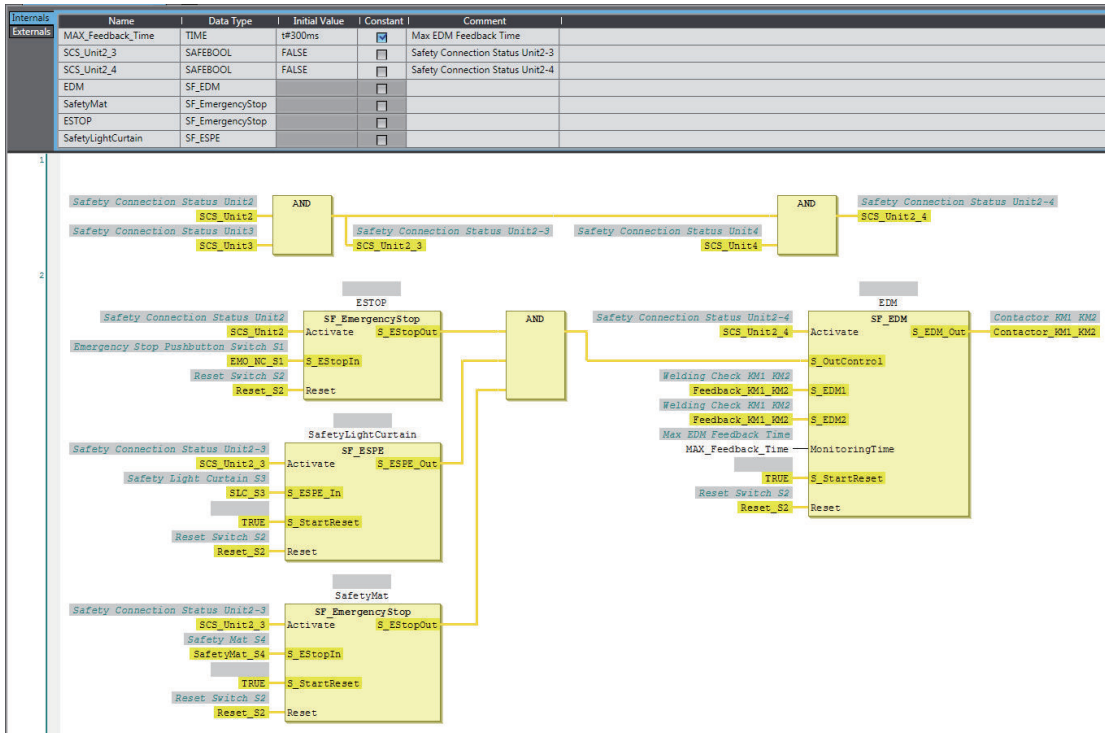 Internals
Externals
Name Data Type Initial Value Constant Comment
MAX_Feedback_Time TIME t#300ms Max EDM Feedback Time
SCS_Unit2_3 SAFEBOOL FALSE Safety Connection Status Unit2-3
SCS_Unit2_4 SAFEBOOL FALSE Safety Connection Status Unit2-4
EDM SF_EDM
SafetyMat SF_EmergencyStop
ESTOP SF_EmergencyStop
SafetyLightCurtain SF_ESPE
1
Safety Connection Status Unit2
SCS_Unit2
Safety Connection Status Unit3
SCS_Unit3
AND
Safety Connection Status Unit2-3
SCS_Unit2_3
Safety Connection Status Unit4
SCS_Unit4
AND
Safety Connection Status Unit2-4
SCS_Unit2_4
2
ESTOP
SF_EmergencyStop
Safety Connection Status Unit2
SCS_Unit2 Activate S_EStopOut
Emergency Stop Pushbutton Switch S1
EMO_NC_S1 S_EStopIn
Reset Switch S2
Reset_S2 Reset
AND
SafetyLightCurtain
SF_ESPE
Safety Connection Status Unit2-3
SCS_Unit2_3 Activate S_ESPE_Out
Safety Light Curtain S3
SLC_S3 S_ESPE_In
TRUE S_StartReset
Reset Switch S2
Reset_S2 Reset
SafetyMat
SF_EmergencyStop
Safety Connection Status Unit2-3
SCS_Unit2_3 Activate S_EStopOut
Safety Mat S4
SafetyMat_S4 S_EStopIn
TRUE S_StartReset
Reset Switch S2
Reset_S2 Reset
EDM
SF_EDM
Safety Connection Status Unit2-4
SCS_Unit2_4 Activate S_EDM_Out
Contactor KM1 KM2
Contactor_KM1_KM2
S_OutControl
Welding Check KM1 KM2
Feedback_KM1_KM2 S_EDM1
Welding Check KM1 KM2
Feedback_KM1_KM2 S_EDM2
Max EDM Feedback Time
MAX_Feedback_Time MonitoringTime
TRUE S_StartReset
Reset Switch S2
Reset_S2 Reset